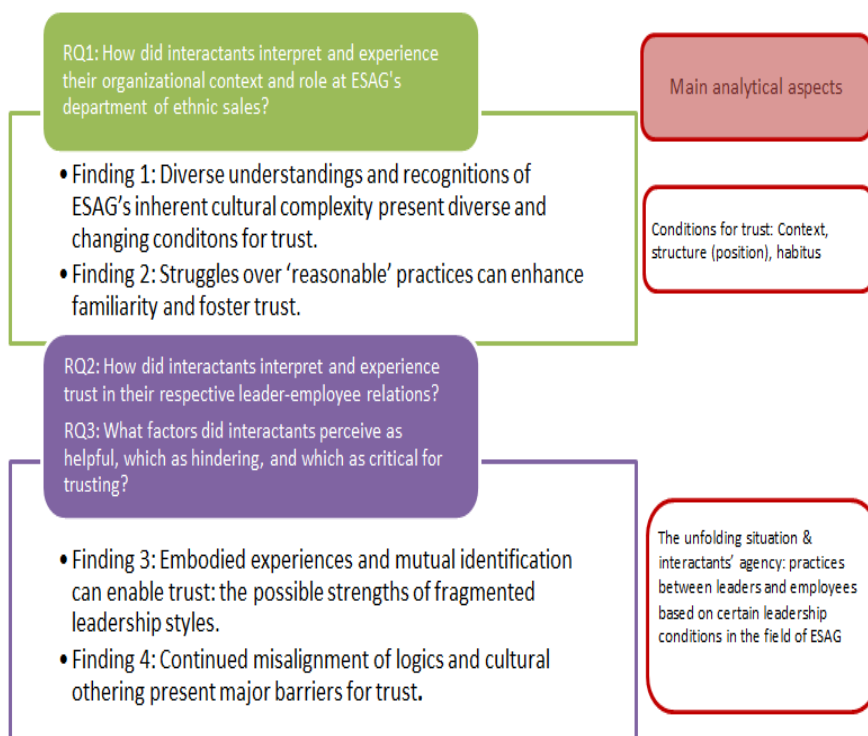 RQ1: How did interactants interpret and experience
their organizational context and role at ESAG's
department of ethnic sales?
Main analytical aspects
• Finding 1: Diverse understandings and recognitions of
ESAG's inherent cultural complexity present diverse and
changing conditons for trust.
• Finding 2: Struggles over ‘reasonable’ practices can enhance
familiarity and foster trust.
Conditions for trust: Context,
structure (position), habitus
RQ2: How did interactants interpret and experience
trust in their respective leader-employee relations?
RQ3: What factors did interactants perceive as
helpful, which as hindering, and which as critical for
trusting?
• Finding 3: Embodied experiences and mutual identification
can enable trust: the possible strengths of fragmented
leadership styles.
• Finding 4: Continued misalignment of logics and cultural
othering present major barriers for trust.
The unfolding situation &
interactants’ agency: practices
between leaders and employees
based on certain leadership
conditions in the field of ESAG